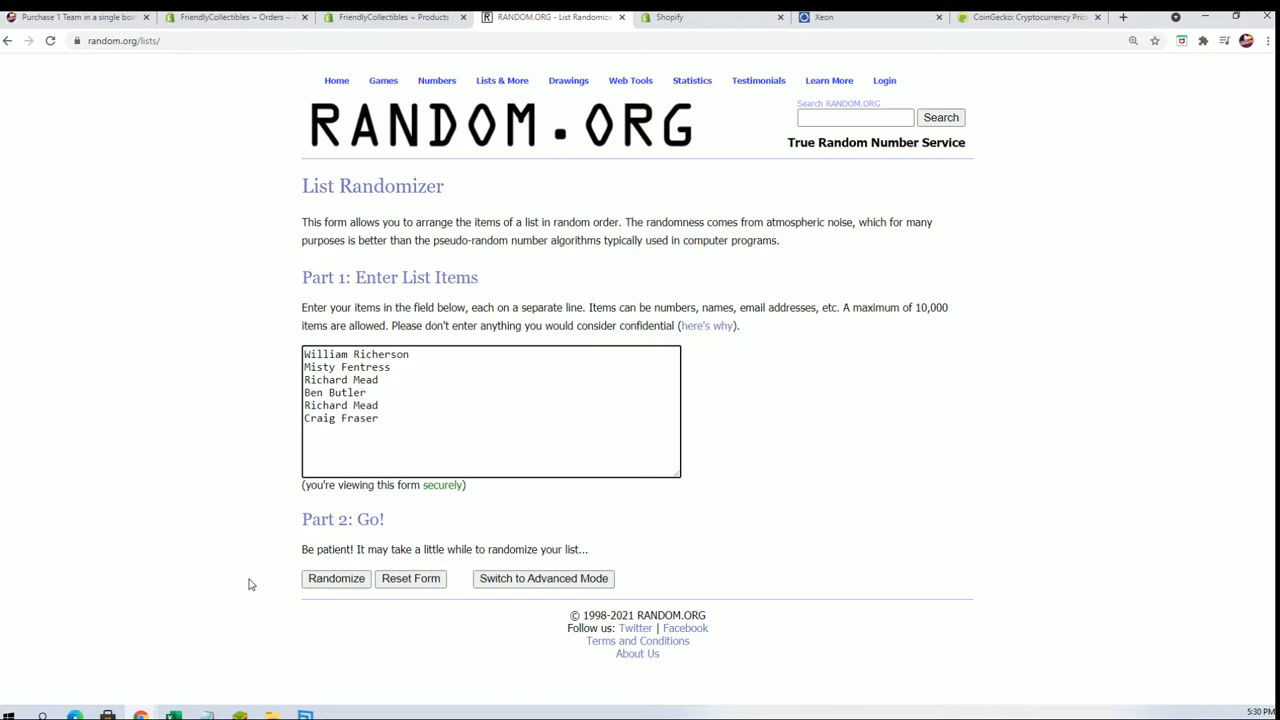 Purchase 1 Team in a single box
FriendlyCollectibles ~ Orders ~
FriendlyCollectibles ~ Products
RANDOM.ORG - List Randomizer
Shopify
Xeon
CoinGecko: Cryptocurrency Pric
random.org/lists/
Home Games Numbers Lists & More Drawings Web Tools Statistics Testimonials Learn More Login
RANDOM.ORG
Search RANDOM.ORG
Search
True Random Number Service
List Randomizer
This form allows you to arrange the items of a list in random order. The randomness comes from atmospheric noise, which for many
purposes is better than the pseudo-random number algorithms typically used in computer programs.
Part 1: Enter List Items
Enter your items in the field below, each on a separate line. Items can be numbers, names, email addresses, etc. A maximum of 10,000
items are allowed. Please don't enter anything you would consider confidential (here's why).
William Richerson
Misty Fentress
Richard Mead
Ben Butler
Richard Mead
Craig Fraser
(you're viewing this form securely)
Part 2: Go!
Be patient! It may take a little while to randomize your list...
Randomize Reset Form Switch to Advanced Mode
© 1998-2021 RANDOM.ORG
Follow us: Twitter | Facebook
Terms and Conditions
About Us
5:30 PM